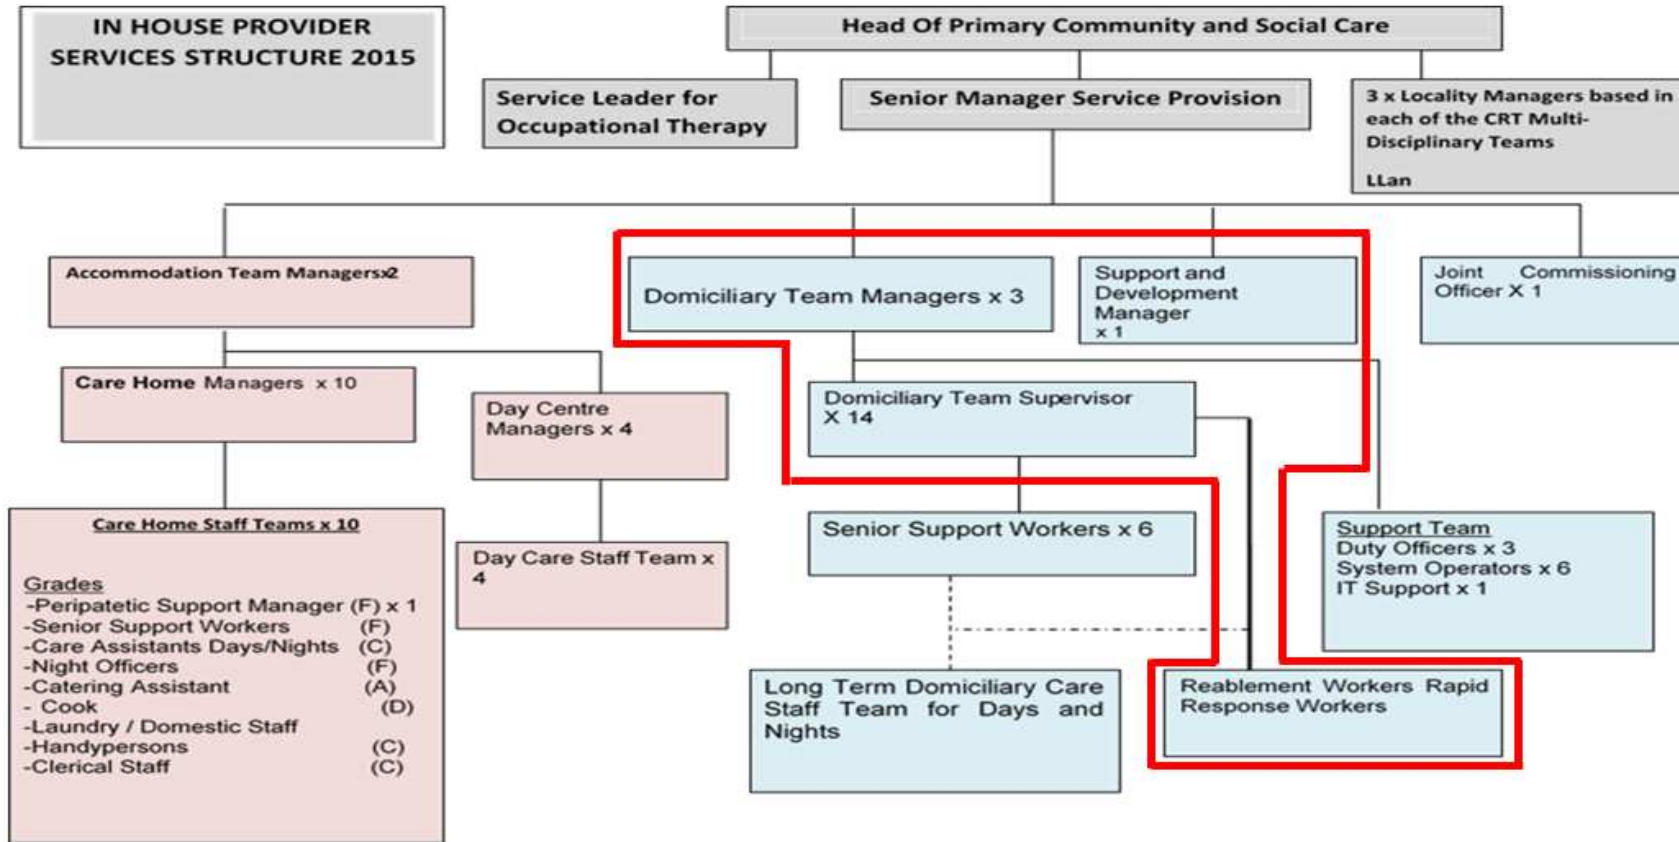 IN HOUSE PROVIDER
SERVICES STRUCTURE 2015
Head Of Primary Community and Social Care
Service Leader for
Occupational Therapy
Senior Manager Service Provision
3 x Locality Managers based in
each of the CRT Multi-
Disciplinary Teams
LLan
Accommodation Team Managersx2
Domiciliary Team Managers x 3
Support and
Development
Manager
x 1
Joint Commissioning
Officer X 1
Care Home Managers x 10
Day Centre
Managers x 4
Domiciliary Team Supervisor
X 14
Care Home Staff Teams x 10
Grades
-Peripatetic Support Manager (F) x 1
-Senior Support Workers (F)
-Care Assistants Days/Nights (C)
-Night Officers (F)
-Catering Assistant (A)
- Cook (D)
-Laundry / Domestic Staff
-Handypersons (C)
-Clerical Staff (C)
Day Care Staff Team x
4
Senior Support Workers x 6
Support Team
Duty Officers x 3
System Operators x 6
IT Support x 1
Long Term Domiciliary Care
Staff Team for Days and
Nights
Reablement Workers Rapid
Response Workers